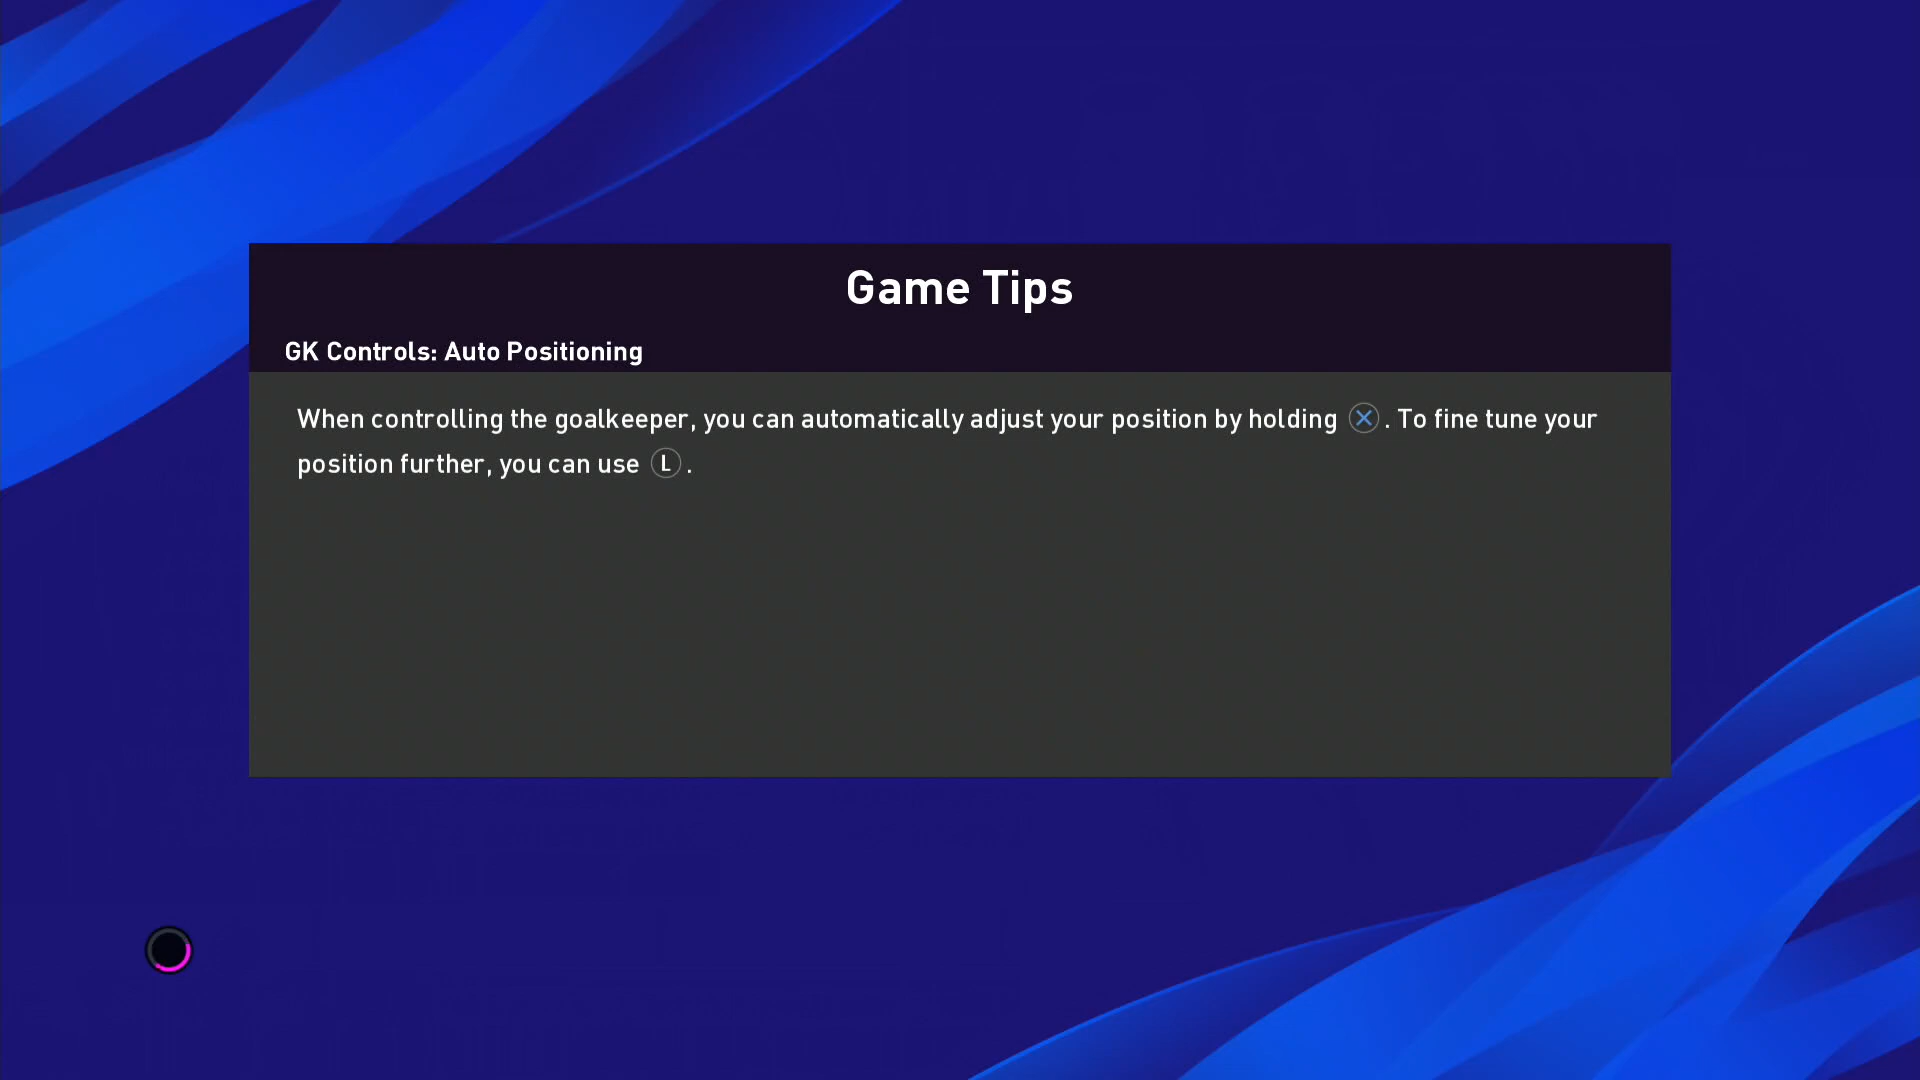 Game Tips
GK Controls: Auto Positioning
When controlling the goalkeeper, you can automatically adjust your position by holding ⓧ. To fine tune your
position further, you can use Ⓛ.